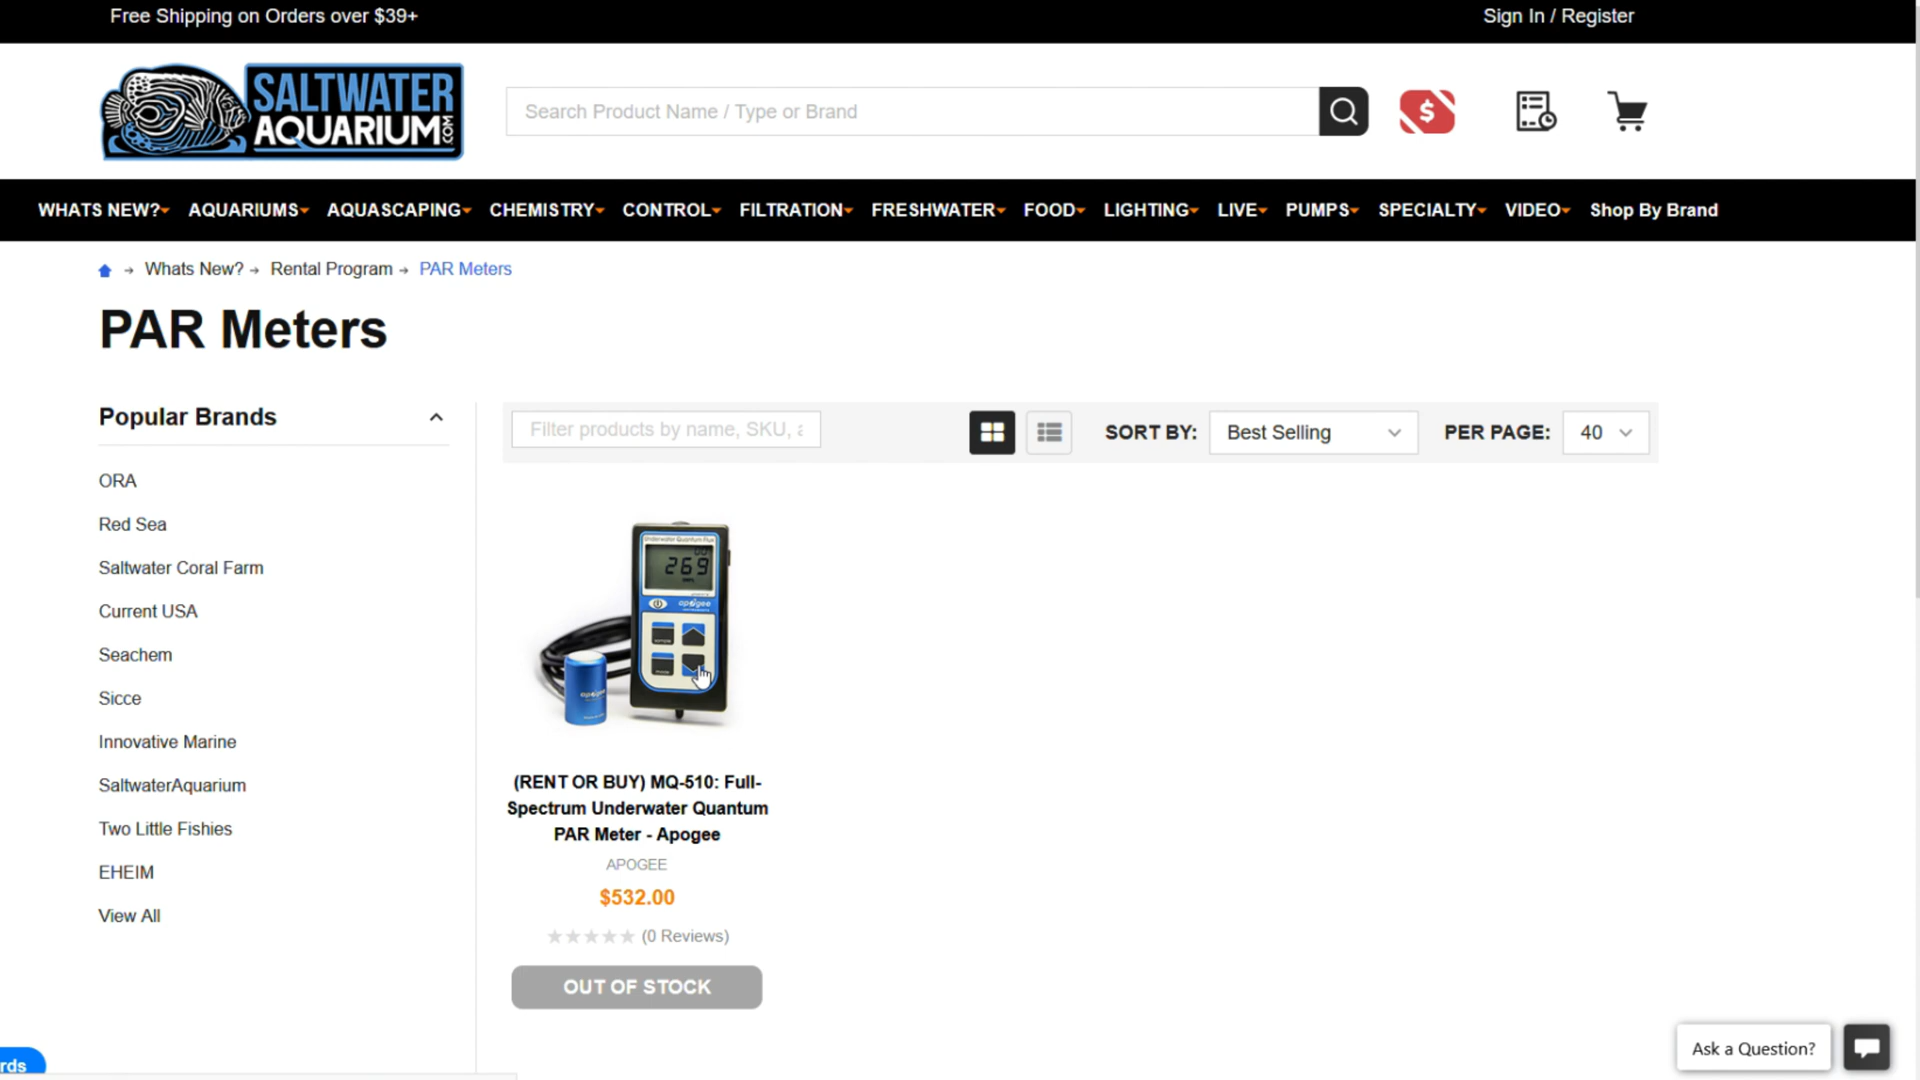 Free Shipping on Orders over $39+
Sign In / Register
SALTWATER
AQUARIUM.COM
Search Product Name / Type or Brand
$
WHATS NEW? AQUARIUMS AQUASCAPING CHEMISTRY CONTROL FILTRATION FRESHWATER FOOD LIGHTING LIVE PUMPS SPECIALTY VIDEO Shop By Brand
→ Whats New? → Rental Program → PAR Meters
PAR Meters
Popular Brands
ORA
Red Sea
Saltwater Coral Farm
Current USA
Seachem
Sicce
Innovative Marine
SaltwaterAquarium
Two Little Fishies
EHEIM
View All
Filter products by name, SKU, a
SORT BY: Best Selling
PER PAGE: 40
Underwater Quantum Flux
269
apogee
apogee
(RENT OR BUY) MQ-510: Full-
Spectrum Underwater Quantum
PAR Meter - Apogee
APOGEE
$532.00
(0 Reviews)
OUT OF STOCK
rds
Ask a Question?